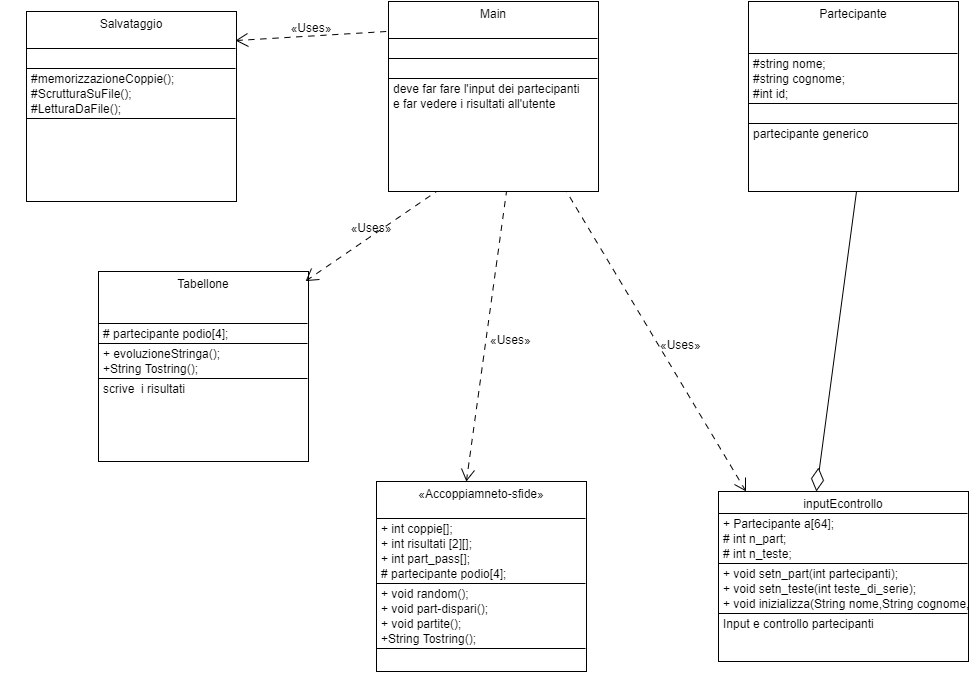 Salvataggio
#memorizzazioneCoppie();
#ScrutturaSuFile();
#LetturaDaFile();
«Uses»
Main
deve far fare l'input dei partecipanti
e far vedere i risultati all'utente
Partecipante
#string nome;
#string cognome;
#int id;
partecipante generico
«Uses»
Tabellone
# partecipante podio[4];
+ evoluzioneStringa();
+String Tostring();
scrive i risultati
«Uses»
«Uses»
«Accoppiamneto-sfide»
+ int coppie[];
+ int risultati [2][];
+ int part_pass[];
# partecipante podio[4];
+ void random();
+ void part-dispari();
+ void partite();
+String Tostring();
inputEcontrollo
+ Partecipante a[64];
# int n_part;
# int n_teste;
+ void setn_part(int partecipanti);
+ void setn_teste(int teste_di_serie);
+ void inizializza(String nome,String cognome,
Input e controllo partecipanti